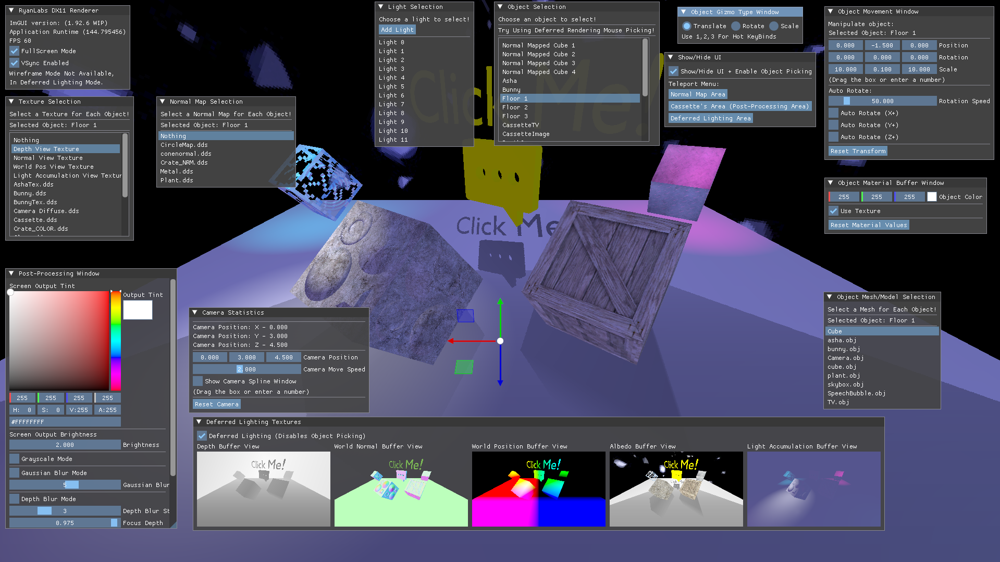 RyanLabs DX11 Renderer
ImGUI version: (1.92.6 WIP)
Application Runtime (144.795456)
FPS 60
FullScreen Mode
VSync Enabled
Wireframe Mode Not Available,
In Deferred Lighting Mode.
Texture Selection
Select a Texture for Each Object!
Selected Object: Floor 1
Nothing
Depth View Texture
Normal View Texture
World Pos View Texture
Light Accumulation View Textur
AshaTex.dds
Bunny.dds
BunnyTex.dds
Camera Diffuse.dds
Cassette.dds
Crate_COLOR.dds
Normal Map Selection
Select a Normal Map for Each Object!
Selected Object: Floor 1
Nothing
CircleMap.dds
conenormal.dds
Crate_NRM.dds
Metal.dds
Plant.dds
Light Selection
Choose a light to select!
Add Light
Light 0
Light 1
Light 2
Light 3
Light 4
Light 5
Light 6
Light 7
Light 8
Light 9
Light 10
Light 11
Object Selection
Choose an object to select!
Try Using Deferred Rendering Mouse Picking!
Normal Mapped Cube 1
Normal Mapped Cube 2
Normal Mapped Cube 3
Normal Mapped Cube 4
Asha
Bunny
Floor 1
Floor 2
Floor 3
CassetteTV
CassetteImage
Object Gizmo Type Window
Translate Rotate Scale
Use 1,2,3 For Hot KeyBinds
Show/Hide UI
Show/Hide UI + Enable Object Picking
Teleport Menu:
Normal Map Area
Cassette's Area (Post-Processing Area)
Deferred Lighting Area
Object Movement Window
Manipulate object:
Selected Object: Floor 1
0.000 -1.500 0.000 Position
0.000 0.000 0.000 Rotation
10.000 0.100 10.000 Scale
(Drag the box or enter a number)
Auto Rotate:
50.000 Rotation Speed
Auto Rotate (X+)
Auto Rotate (Y+)
Auto Rotate (Z+)
Reset Transform
Object Material Buffer Window
255 255 255 Object Color
Use Texture
Reset Material Values
Click Me!
Click Me
Post-Processing Window
Screen Output Tint
Output Tint
255 255 255 255
H: 0 S: 0 V:255 A:255
#FFFFFFFF
Screen Output Brightness
2.000 Brightness
Grayscale Mode
Gaussian Blur Mode
5 Gaussian Blur
Depth Blur Mode
3 Depth Blur St
0.975 Focus Depth
Camera Statistics
Camera Position: X - 0.000
Camera Position: Y - 3.000
Camera Position: Z - 4.500
0.000 3.000 4.500 Camera Position
2.000 Camera Move Speed
Show Camera Spline Window
(Drag the box or enter a number)
Reset Camera
Object Mesh/Model Selection
Select a Mesh for Each Object!
Selected Object: Floor 1
Cube
asha.obj
bunny.obj
Camera.obj
cube.obj
plant.obj
skybox.obj
SpeechBubble.obj
TV.obj
Deferred Lighting Textures
Deferred Lighting (Disables Object Picking)
Depth Buffer View
World Normal Buffer View
World Position Buffer View
Albedo Buffer View
Light Accumulation Buffer View
Click Me!
Click Me!
Click Me!
Click Me!